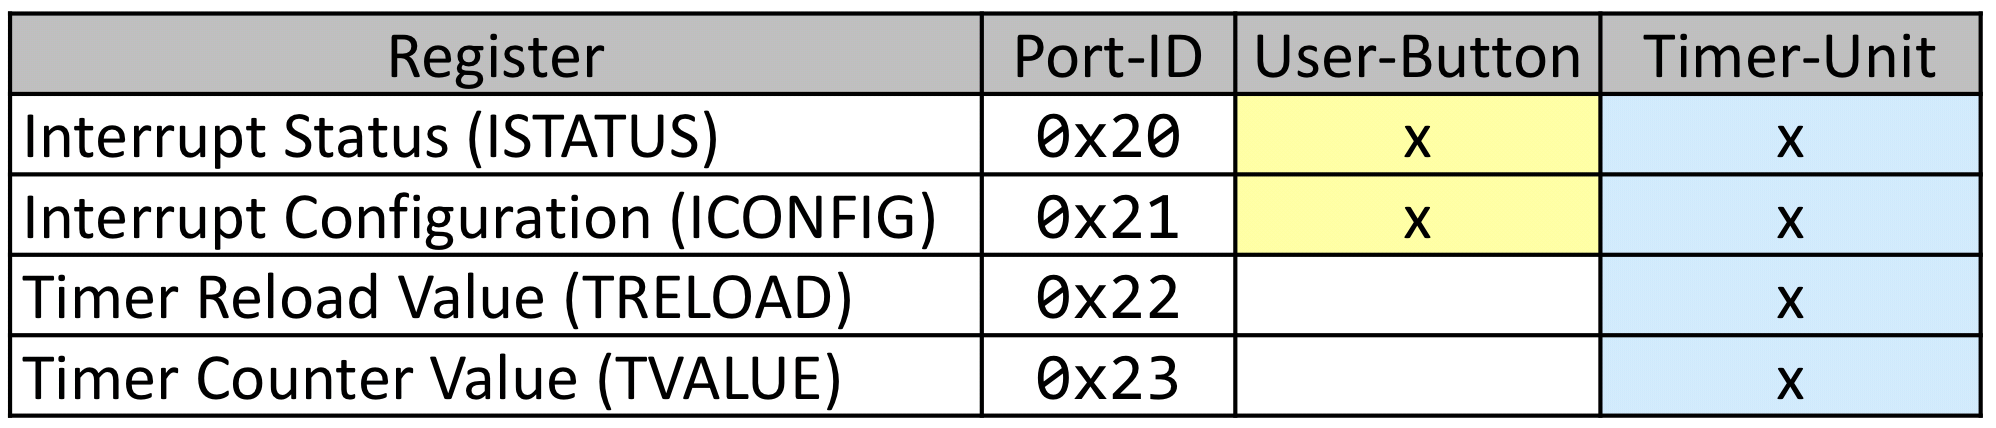 Register Port-ID User-Button Timer-Unit
Interrupt Status (ISTATUS) 0x20 x x
Interrupt Configuration (ICONFIG) 0x21 x x
Timer Reload Value (TRELOAD) 0x22 x
Timer Counter Value (TVALUE) 0x23 x